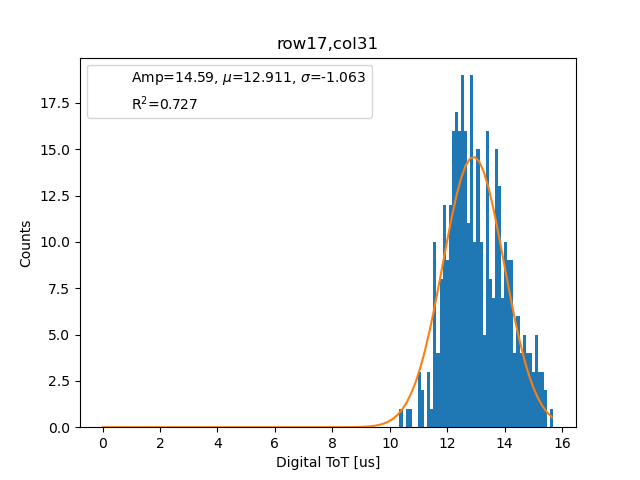 row17,col31
Amp=14.59, μ=12.911, σ=-1.063
R²=0.727
17.5
15.0
12.5
10.0
7.5
5.0
2.5
0.0
Counts
0 2 4 6 8 10 12 14 16
Digital ToT [us]